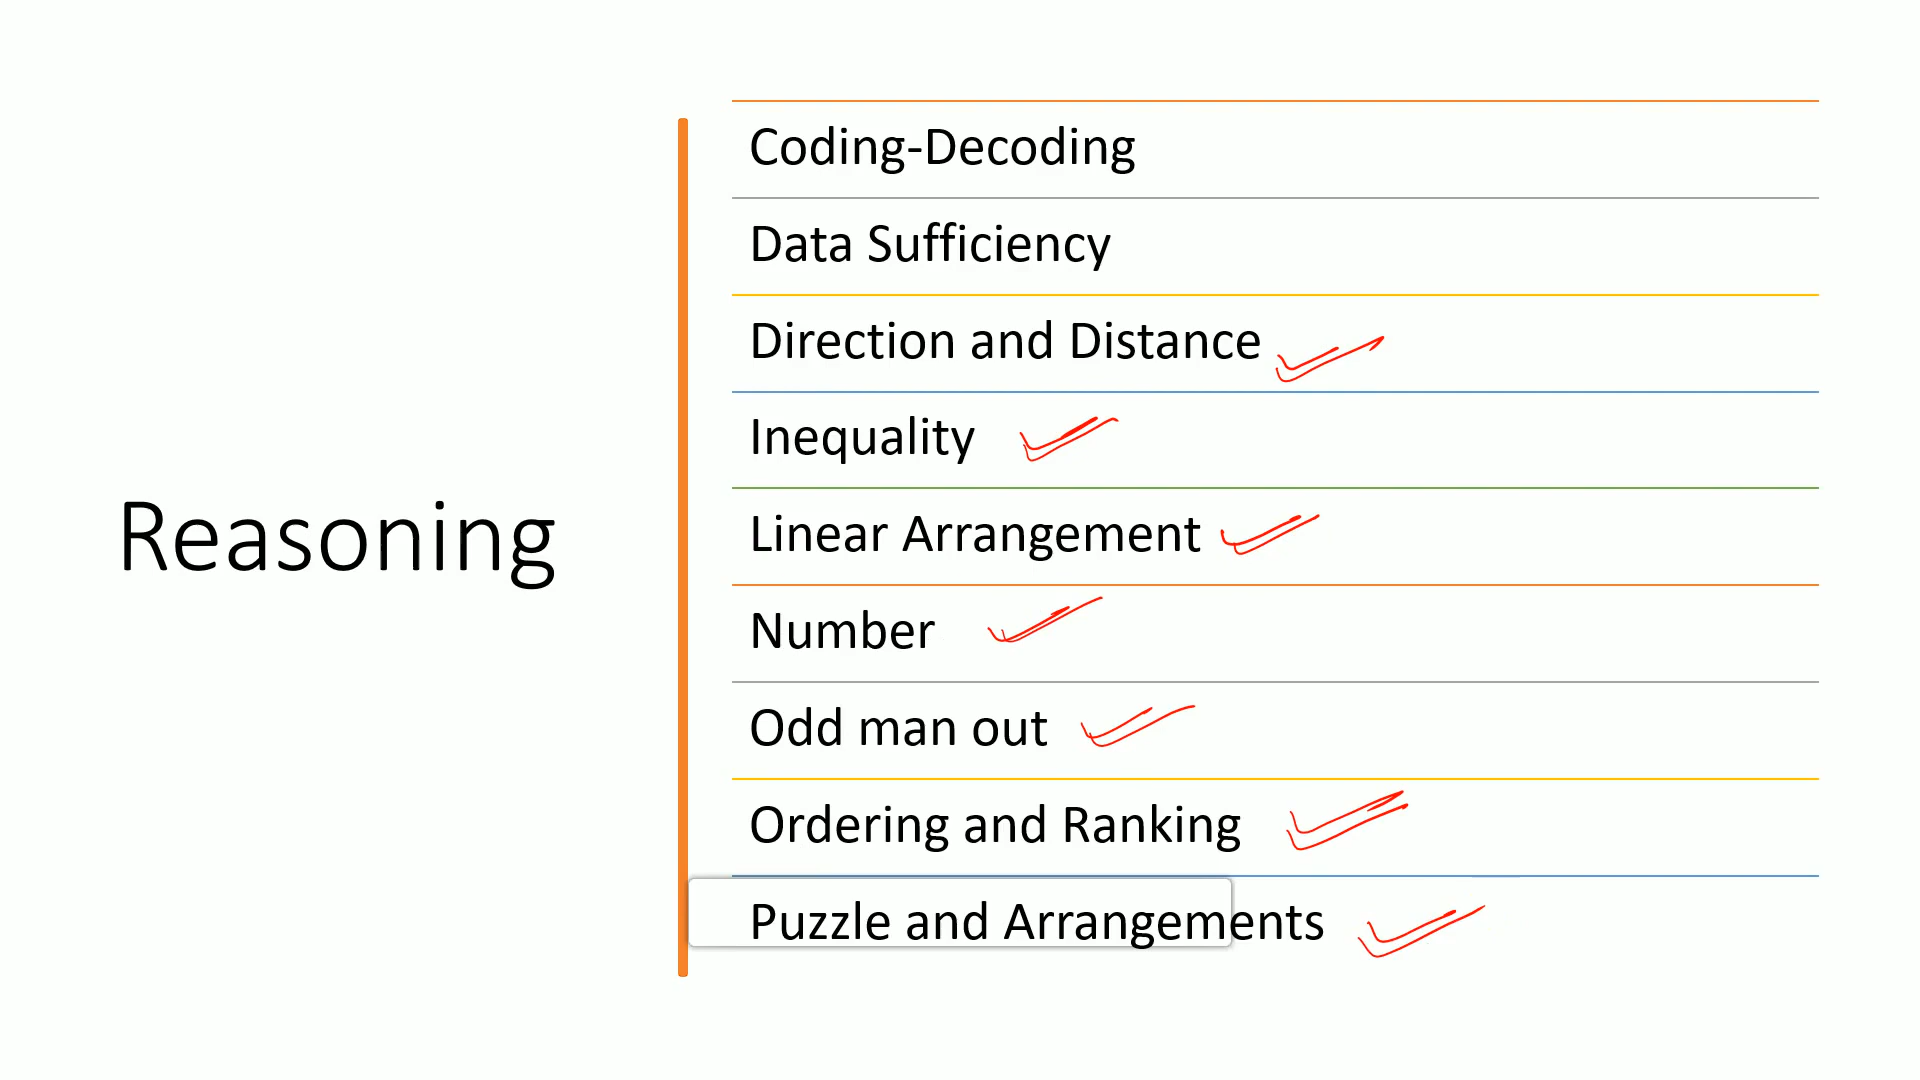 Reasoning
Coding-Decoding
Data Sufficiency
Direction and Distance
Inequality
Linear Arrangement
Number
Odd man out
Ordering and Ranking
Puzzle and Arrangements